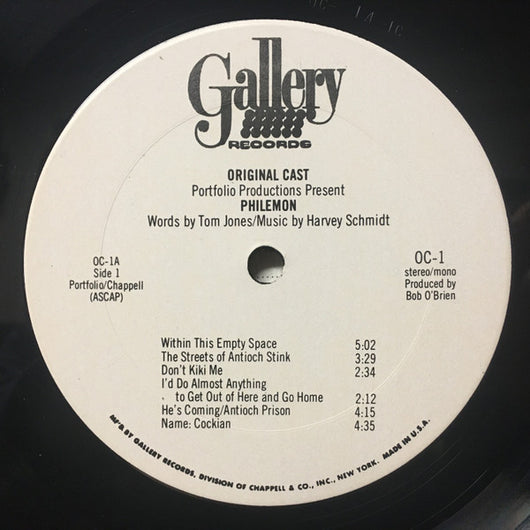 OC-1A-1C
Gallery
RECORDS
ORIGINAL CAST
Portfolio Productions Present
PHILEMON
Words by Tom Jones/Music by Harvey Schmidt
OC-1A
Side 1
Portfolio/Chappell
(ASCAP)
OC-1
stereo/mono
Produced by
Bob O'Brien
Within This Empty Space 5:02
The Streets of Antioch Stink 3:29
Don't Kiki Me 2:34
I'd Do Almost Anything
to Get Out of Here and Go Home 2:12
He's Coming/Antioch Prison 4:15
Name: Cockian 4:35
MF'D. BY GALLERY RECORDS, DIVISION OF CHAPPELL & CO., INC., NEW YORK. MADE IN U.S.A.